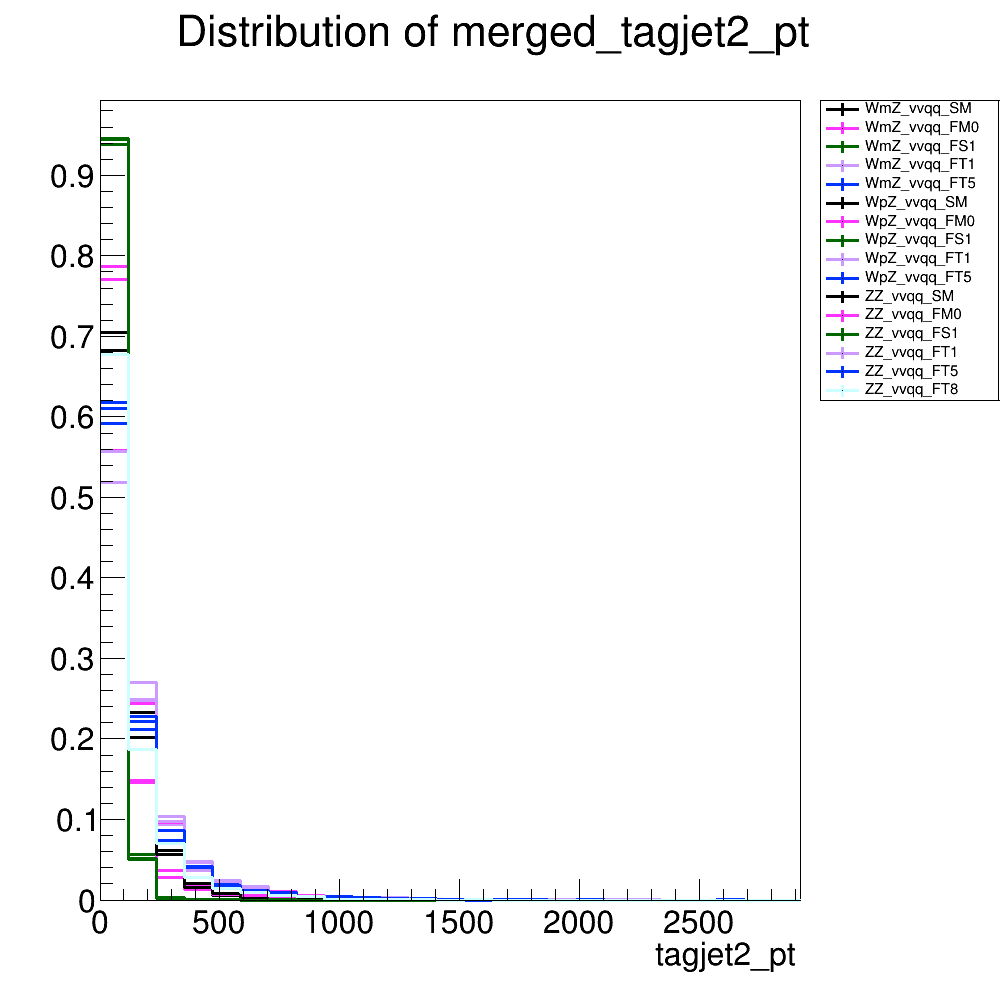 Distribution of merged_tagjet2_pt
WmZ_vvqq_SM
WmZ_vvqq_FM0
WmZ_vvqq_FS1
WmZ_vvqq_FT1
WmZ_vvqq_FT5
WpZ_vvqq_SM
WpZ_vvqq_FM0
WpZ_vvqq_FS1
WpZ_vvqq_FT1
WpZ_vvqq_FT5
ZZ_vvqq_SM
ZZ_vvqq_FM0
ZZ_vvqq_FS1
ZZ_vvqq_FT1
ZZ_vvqq_FT5
ZZ_vvqq_FT8
0.9
0.8
0.7
0.6
0.5
0.4
0.3
0.2
0.1
0
0 500 1000 1500 2000 2500
tagjet2_pt